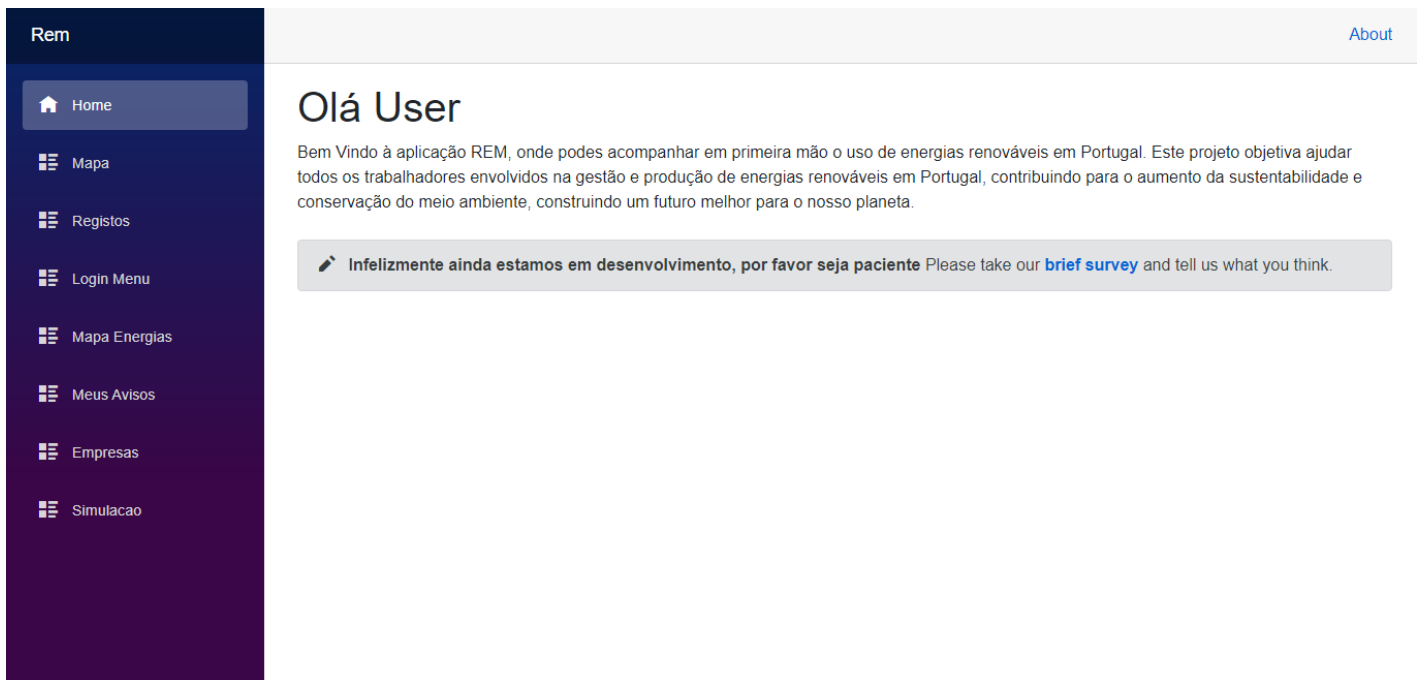 Rem
About
Home
Mapa
Registos
Login Menu
Mapa Energias
Meus Avisos
Empresas
Simulacao
Olá User
Bem Vindo à aplicação REM, onde podes acompanhar em primeira mão o uso de energias renováveis em Portugal. Este projeto objetiva ajudar
todos os trabalhadores envolvidos na gestão e produção de energias renováveis em Portugal, contribuindo para o aumento da sustentabilidade e
conservação do meio ambiente, construindo um futuro melhor para o nosso planeta.
Infelizmente ainda estamos em desenvolvimento, por favor seja paciente Please take our brief survey and tell us what you think.